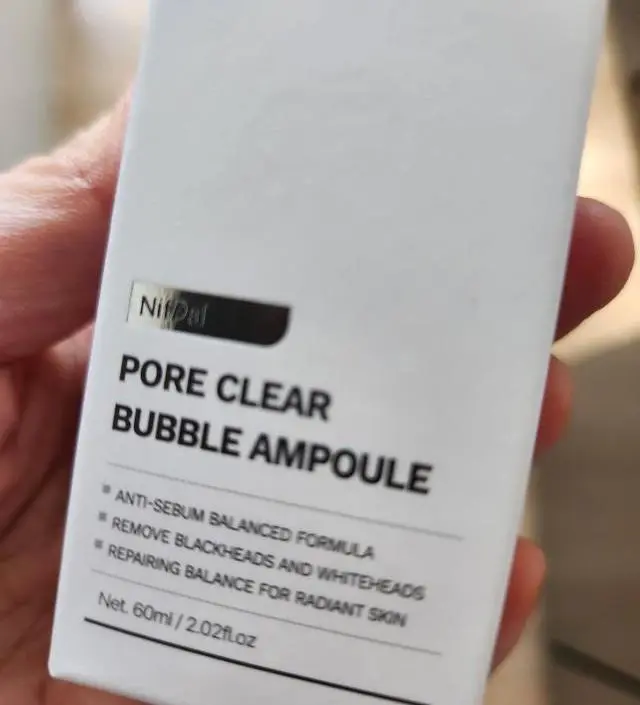 NifPal
PORE CLEAR
BUBBLE AMPOULE
▪ ANTI-SEBUM BALANCED FORMULA
▪ REMOVE BLACKHEADS AND WHITEHEADS
▪ REPAIRING BALANCE FOR RADIANT SKIN
Net. 60ml / 2.02fl.oz